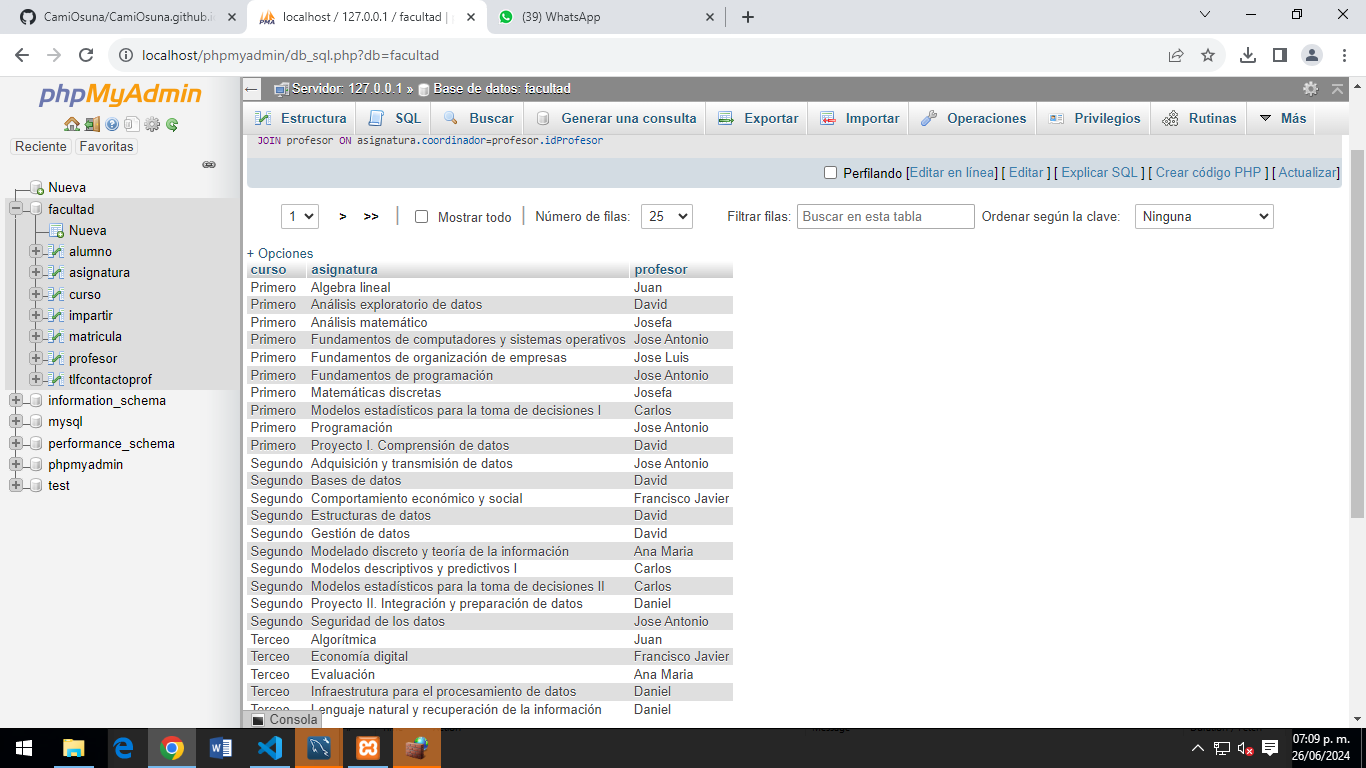 CamiOsuna/CamiOsuna.github.i
localhost / 127.0.0.1 / facultad |
(39) WhatsApp
localhost/phpmyadmin/db_sql.php?db=facultad
phpMyAdmin
Reciente Favoritas
Nueva
facultad
Nueva
alumno
asignatura
curso
impartir
matricula
profesor
tlfcontactoprof
information_schema
mysql
performance_schema
phpmyadmin
test
Servidor: 127.0.0.1 » Base de datos: facultad
Estructura SQL Buscar Generar una consulta Exportar Importar Operaciones Privilegios Rutinas Más
JOIN profesor ON asignatura.coordinador=profesor.idProfesor
Perfilando [Editar en línea] [ Editar ] [ Explicar SQL ] [ Crear código PHP ] [ Actualizar]
1 > >> | Mostrar todo | Número de filas: 25 Filtrar filas: Buscar en esta tabla Ordenar según la clave: Ninguna
+ Opciones
curso asignatura profesor
Primero Algebra lineal Juan
Primero Análisis exploratorio de datos David
Primero Análisis matemático Josefa
Primero Fundamentos de computadores y sistemas operativos Jose Antonio
Primero Fundamentos de organización de empresas Jose Luis
Primero Fundamentos de programación Jose Antonio
Primero Matemáticas discretas Josefa
Primero Modelos estadísticos para la toma de decisiones I Carlos
Primero Programación Jose Antonio
Primero Proyecto I. Comprensión de datos David
Segundo Adquisición y transmisión de datos Jose Antonio
Segundo Bases de datos David
Segundo Comportamiento económico y social Francisco Javier
Segundo Estructuras de datos David
Segundo Gestión de datos David
Segundo Modelado discreto y teoría de la información Ana Maria
Segundo Modelos descriptivos y predictivos I Carlos
Segundo Modelos estadísticos para la toma de decisiones II Carlos
Segundo Proyecto II. Integración y preparación de datos Daniel
Segundo Seguridad de los datos Jose Antonio
Terceo Algorítmica Juan
Terceo Economía digital Francisco Javier
Terceo Evaluación Ana Maria
Terceo Infraestrutura para el procesamiento de datos Daniel
Terceo Lenguaje natural y recuperación de la información Daniel
Consola
07:09 p. m.
26/06/2024